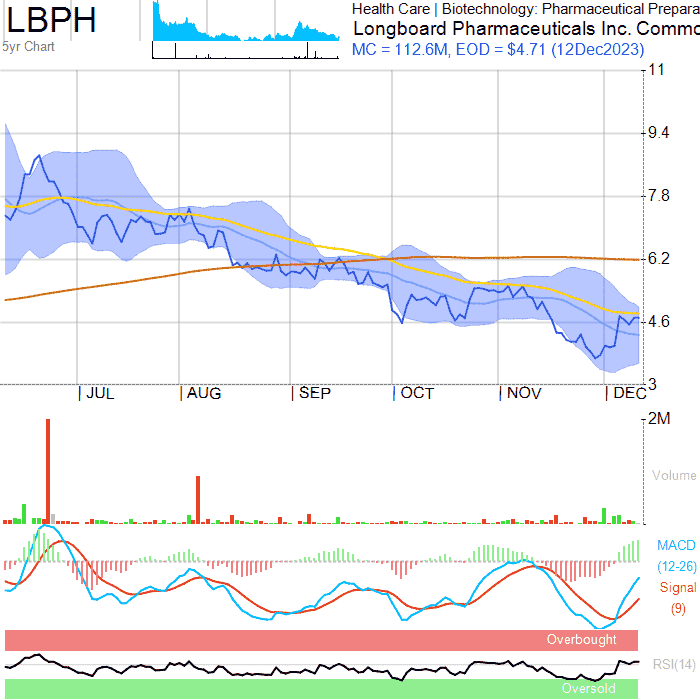 LBPH
5yr Chart
Health Care | Biotechnology: Pharmaceutical Prepara
Longboard Pharmaceuticals Inc. Commo
MC = 112.6M, EOD = $4.71 (12Dec2023)
11
9.4
7.8
6.2
4.6
3
| JUL | AUG | SEP | OCT | NOV | DEC
2M
Volume
MACD
(12-26)
Signal
(9)
Overbought
RSI(14)
Oversold